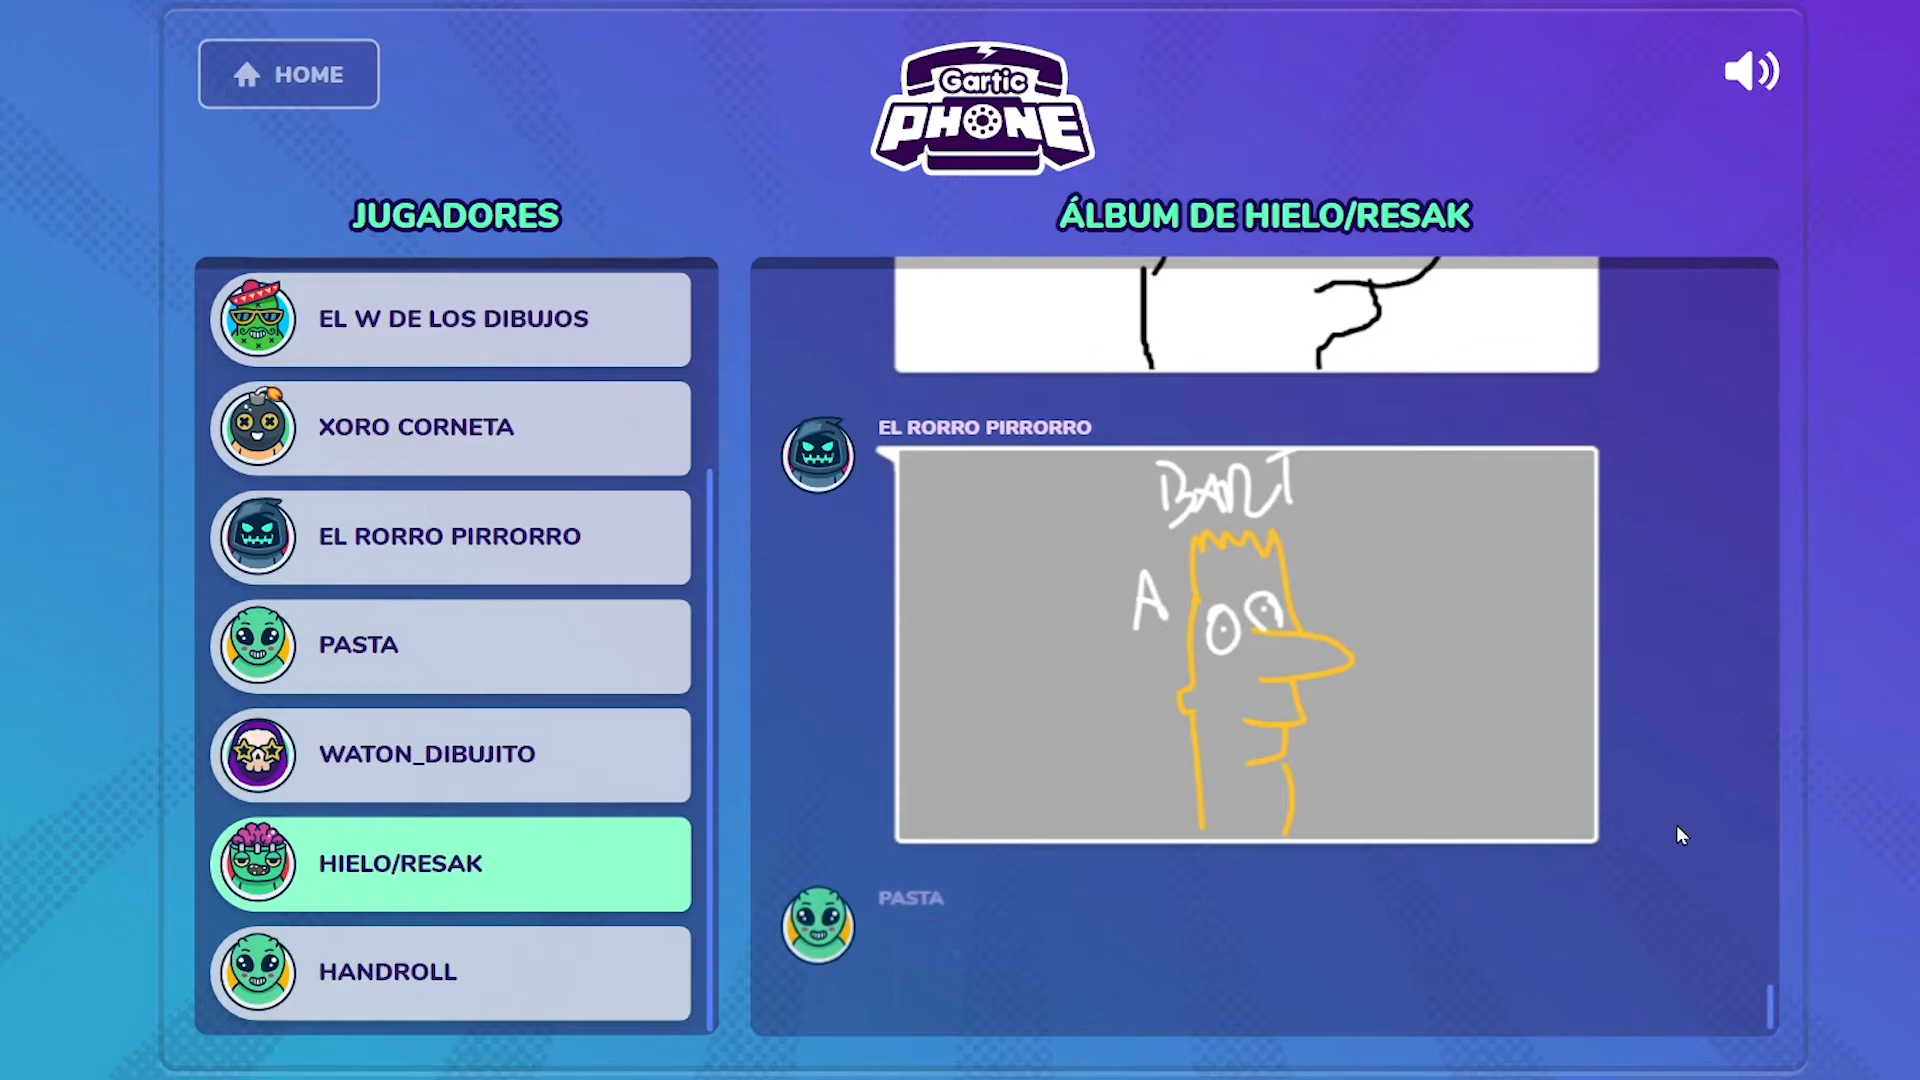 HOME
Gartic
PHONE
JUGADORES
ÁLBUM DE HIELO/RESAK
EL W DE LOS DIBUJOS
XORO CORNETA
EL RORRO PIRRORRO
PASTA
WATON_DIBUJITO
HIELO/RESAK
HANDROLL
EL RORRO PIRRORRO
BART
A
PASTA